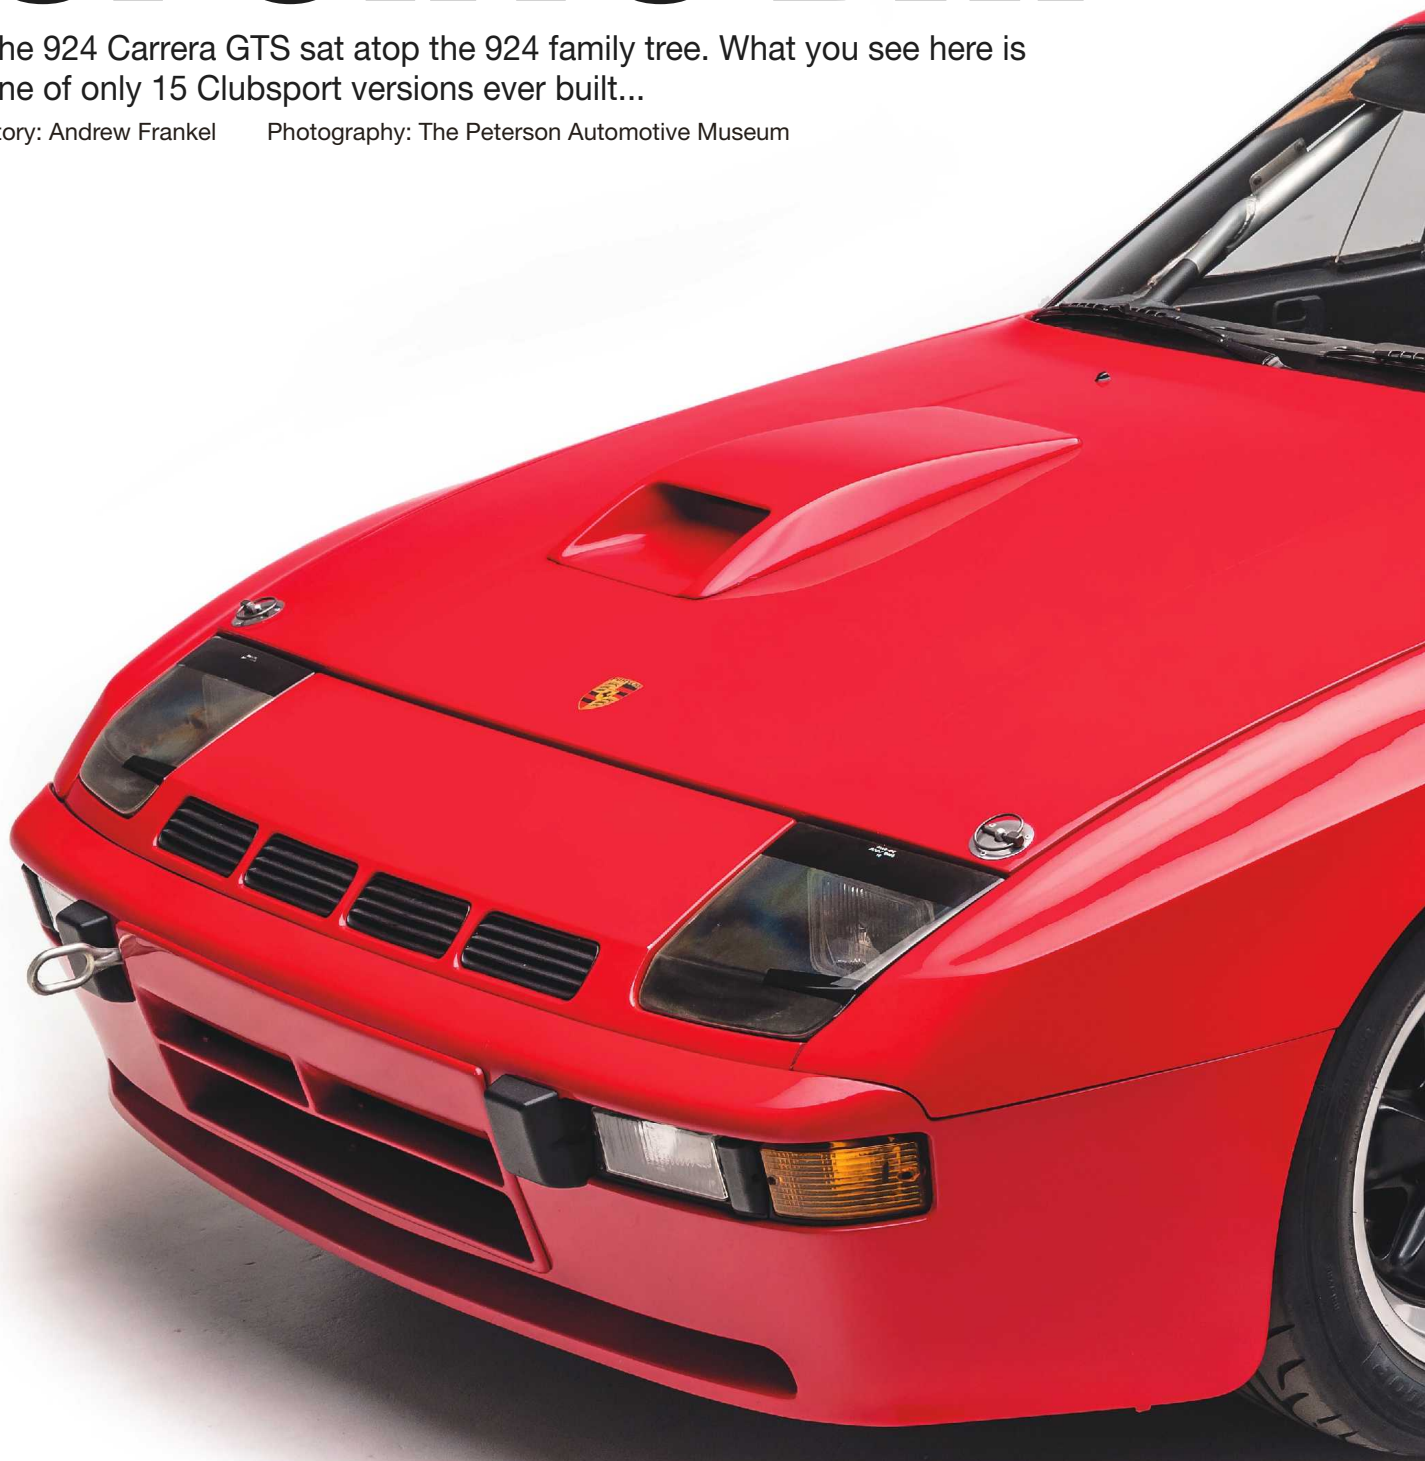 he 924 Carrera GTS sat atop the 924 family tree. What you see here is
ne of only 15 Clubsport versions ever built...
tory: Andrew Frankel Photography: The Peterson Automotive Museum